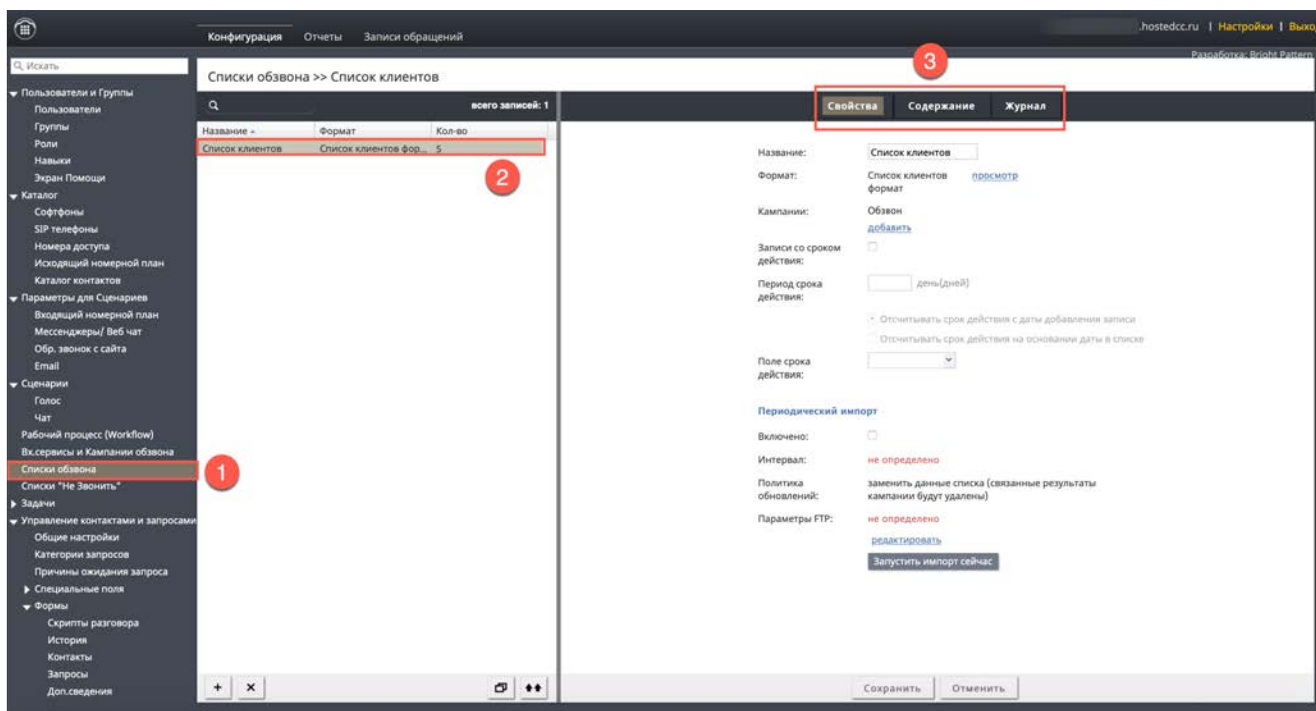 .hostedcc.ru | Настройки | Выхо
Конфигурация Отчеты Записи обращений
Разработка: Bright Pattern
Искать
Пользователи и Группы
Пользователи
Группы
Роли
Навыки
Экран Помощи
Каталог
Софтфоны
SIP телефоны
Номера доступа
Исходящий номерной план
Каталог контактов
Параметры для Сценариев
Входящий номерной план
Мессенджеры/ Веб чат
Обр. звонок с сайта
Email
Сценарии
Голос
Чат
Рабочий процесс (Workflow)
Вх.сервисы и Кампании обзвона
Списки обзвона
Списки "Не Звонить"
Задачи
Управление контактами и запросами
Общие настройки
Категории запросов
Причины ожидания запроса
Специальные поля
Формы
Скрипты разговора
История
Контакты
Запросы
Доп.сведения
1
Списки обзвона >> Список клиентов
всего записей: 1
Название Формат Кол-во
Список клиентов Список клиентов фор... 5
2
3
Свойства Содержание Журнал
Название: Список клиентов
Формат: Список клиентов формат просмотр
Кампании: Обзвон
добавить
Записи со сроком
действия:
Период срока день(дней)
действия:
Отсчитывать срок действия с даты добавления записи
Отсчитывать срок действия на основании даты в списке
Поле срока
действия:
Периодический импорт
Включено:
Интервал: не определено
Политика заменить данные списка (связанные результаты
обновлений: кампании будут удалены)
Параметры FTP: не определено
редактировать
Запустить импорт сейчас
+ x
Сохранить Отменить